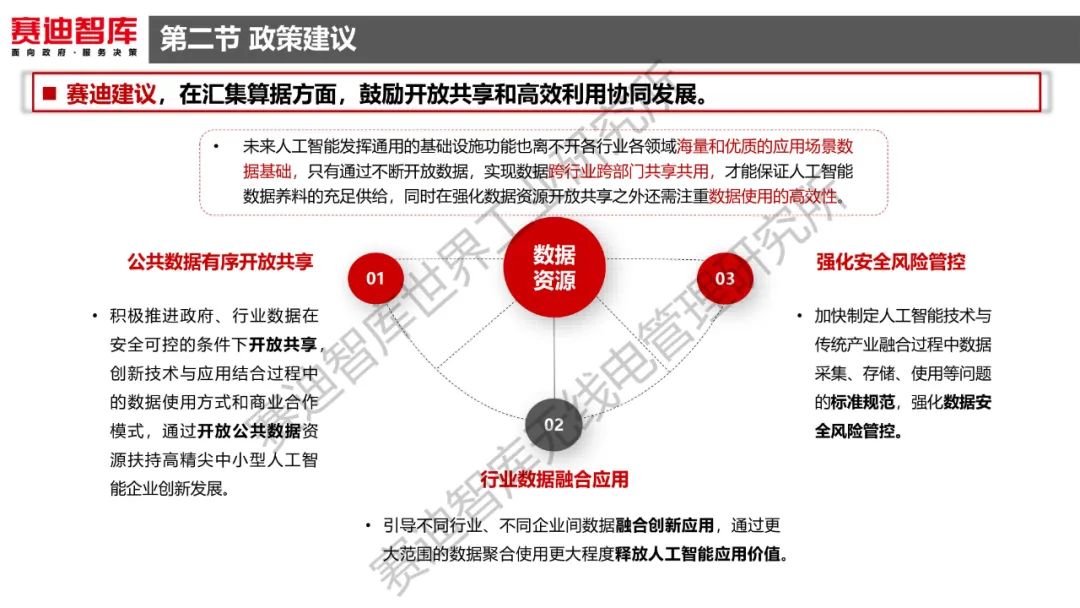 赛迪智库
面向政府·服务决策
第二节 政策建议
■ 赛迪建议，在汇集算据方面，鼓励开放共享和高效利用协同发展。
• 未来人工智能发挥通用的基础设施功能也离不开各行业各领域海量和优质的应用场景数
据基础，只有通过不断开放数据，实现数据跨行业跨部门共享共用，才能保证人工智能
数据养料的充足供给，同时在强化数据资源开放共享之外还需注重数据使用的高效性。
数据
资源
公共数据有序开放共享
01
• 积极推进政府、行业数据在
安全可控的条件下开放共享，
创新技术与应用结合过程中
的数据使用方式和商业合作
模式，通过开放公共数据资
源扶持高精尖中小型人工智
能企业创新发展。
02
行业数据融合应用
• 引导不同行业、不同企业间数据融合创新应用，通过更
大范围的数据聚合使用更大程度释放人工智能应用价值。
03
强化安全风险管控
• 加快制定人工智能技术与
传统产业融合过程中数据
采集、存储、使用等问题
的标准规范，强化数据安
全风险管控。
赛迪智库世界工业研究所
赛迪智库无线电管理研究所